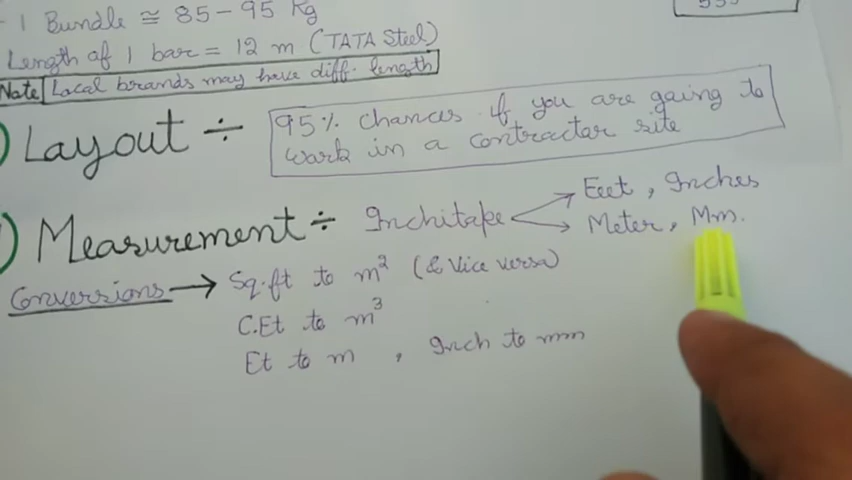 - 1 Bundle ≅ 85 - 95 Kg
Length of 1 bar = 12 m (TATA Steel)
Note Local brands may have diff. length
Layout ÷ 95% chances if you are gaing to
work in a contractor site
Measurement ÷ Inchitape
Feet, Inches
Meter, Mm.
Conversions → Sq.ft to m² (& Vice versa)
C.Ft to m³
Ft to m , Inch to mm